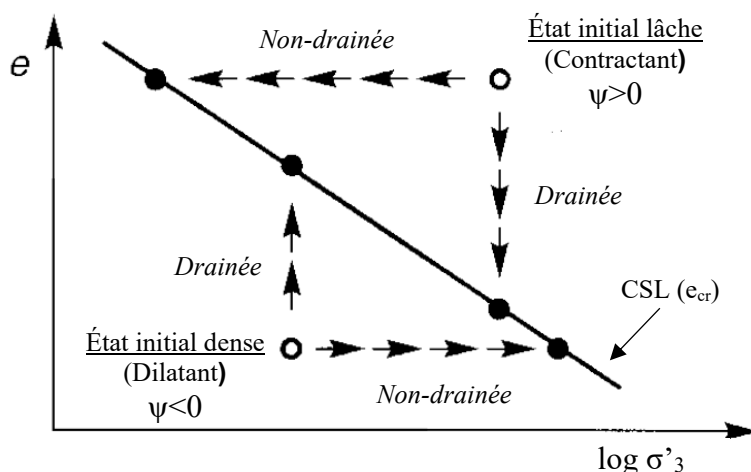 État initial lâche
Non-drainée
(Contractant)
ψ>0
e
Drainée
Drainée
CSL (e_cr)
État initial dense
(Dilatant)
ψ<0
Non-drainée
log σ’₃